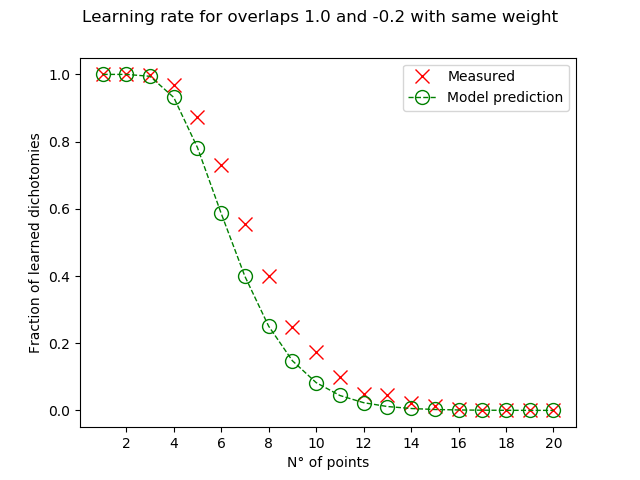 Learning rate for overlaps 1.0 and -0.2 with same weight
Measured
Model prediction
Fraction of learned dichotomies
1.0
0.8
0.6
0.4
0.2
0.0
2 4 6 8 10 12 14 16 18 20
N° of points